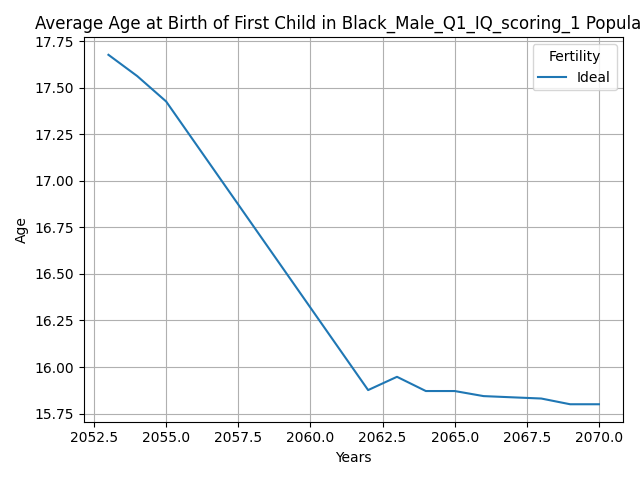 Average Age at Birth of First Child in Black_Male_Q1_IQ_scoring_1 Popula
17.75
17.50
17.25
17.00
16.75
16.50
16.25
16.00
15.75
Age
Fertility
Ideal
2052.5 2055.0 2057.5 2060.0 2062.5 2065.0 2067.5 2070.0
Years